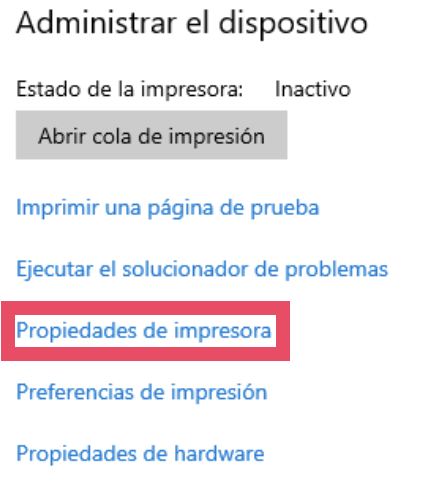 Administrar el dispositivo
Estado de la impresora: Inactivo
Abrir cola de impresión
Imprimir una página de prueba
Ejecutar el solucionador de problemas
Propiedades de impresora
Preferencias de impresión
Propiedades de hardware